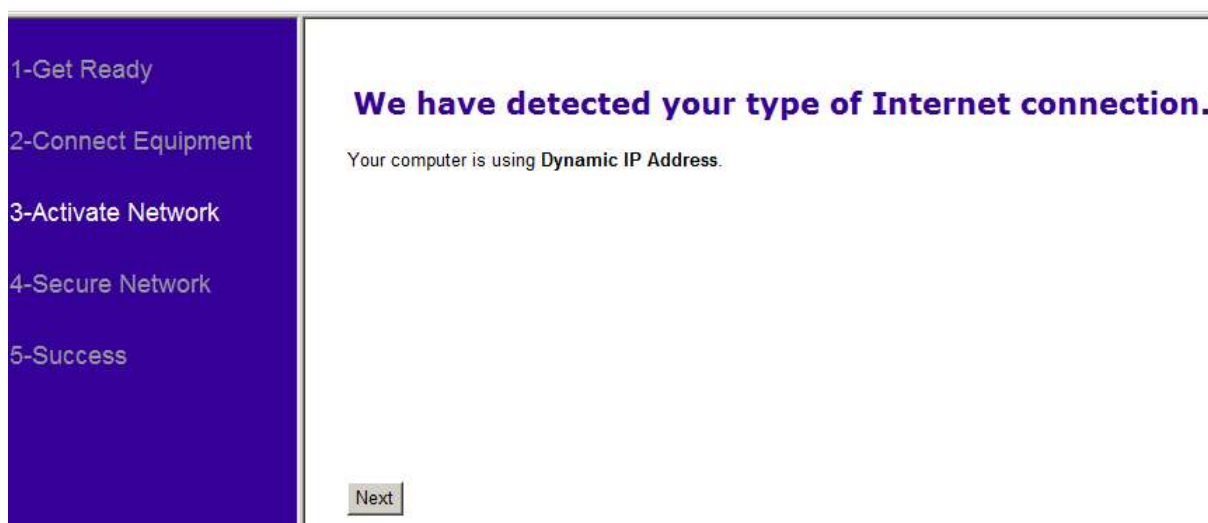 1-Get Ready
2-Connect Equipment
3-Activate Network
4-Secure Network
5-Success
We have detected your type of Internet connection.
Your computer is using Dynamic IP Address.
Next